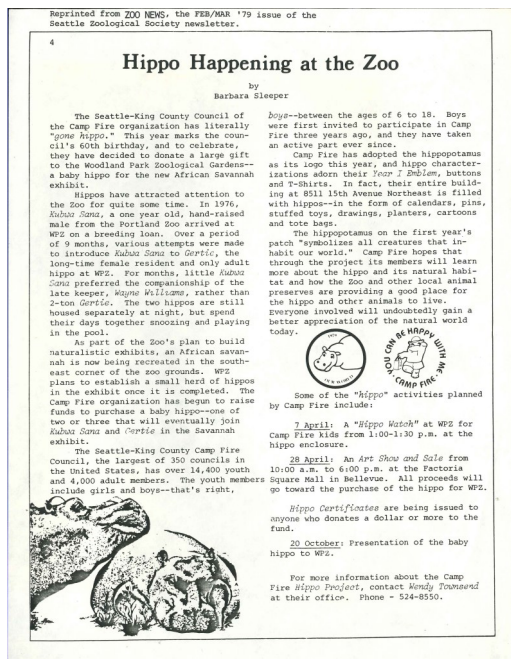 Reprinted from ZOO NEWS, the FEB/MAR '79 issue of the
Seattle Zoological Society newsletter.
4
Hippo Happening at the Zoo
by
Barbara Sleeper
The Seattle-King County Council of
the Camp Fire organization has literally
"gone hippo." This year marks the coun-
cil's 60th birthday, and to celebrate,
they have decided to donate a large gift
to the Woodland Park Zoological Gardens--
a baby hippo for the new African Savannah
exhibit.
Hippos have attracted attention to
the Zoo for quite some time. In 1976,
Kubwa Sana, a one year old, hand-raised
male from the Portland Zoo arrived at
WPZ on a breeding loan. Over a period
of 9 months, various attempts were made
to introduce Kubwa Sana to Gertie, the
long-time female resident and only adult
hippo at WPZ. For months, little Kubwa
Sana preferred the companionship of the
late keeper, Wayne Williams, rather than
2-ton Gertie. The two hippos are still
housed separately at night, but spend
their days together snoozing and playing
in the pool.
As part of the Zoo's plan to build
naturalistic exhibits, an African savan-
nah is now being recreated in the south-
east corner of the zoo grounds. WPZ
plans to establish a small herd of hippos
in the exhibit once it is completed. The
Camp Fire organization has begun to raise
funds to purchase a baby hippo--one of
two or three that will eventually join
Kubwa Sana and Gertie in the Savannah
exhibit.
The Seattle-King County Camp Fire
Council, the largest of 350 councils in
the United States, has over 14,400 youth
and 4,000 adult members. The youth members
include girls and boys--that's right,
boys--between the ages of 6 to 18. Boys
were first invited to participate in Camp
Fire three years ago, and they have taken
an active part ever since.
Camp Fire has adopted the hippopotamus
as its logo this year, and hippo character-
izations adorn their Year I Emblem, buttons
and T-Shirts. In fact, their entire build-
ing at 8511 15th Avenue Northeast is filled
with hippos--in the form of calendars, pins,
stuffed toys, drawings, planters, cartoons
and tote bags.
The hippopotamus on the first year's
patch "symbolizes all creatures that in-
habit our world." Camp Fire hopes that
through the project its members will learn
more about the hippo and its natural habi-
tat and how the Zoo and other local animal
preserves are providing a good place for
the hippo and other animals to live.
Everyone involved will undoubtedly gain a
better appreciation of the natural world
today.
YOU CAN BE HAPPY WITH ME
CAMP FIRE
Some of the "hippo" activities planned
by Camp Fire include:
7 April: A "Hippo Watch" at WPZ for
Camp Fire kids from 1:00-1:30 p.m. at the
hippo enclosure.
28 April: An Art Show and Sale from
10:00 a.m. to 6:00 p.m. at the Factoria
Square Mall in Bellevue. All proceeds will
go toward the purchase of the hippo for WPZ.
Hippo Certificates are being issued to
anyone who donates a dollar or more to the
fund.
20 October: Presentation of the baby
hippo to WPZ.
For more information about the Camp
Fire Hippo Project, contact Wendy Townsend
at their office. Phone - 524-8550.